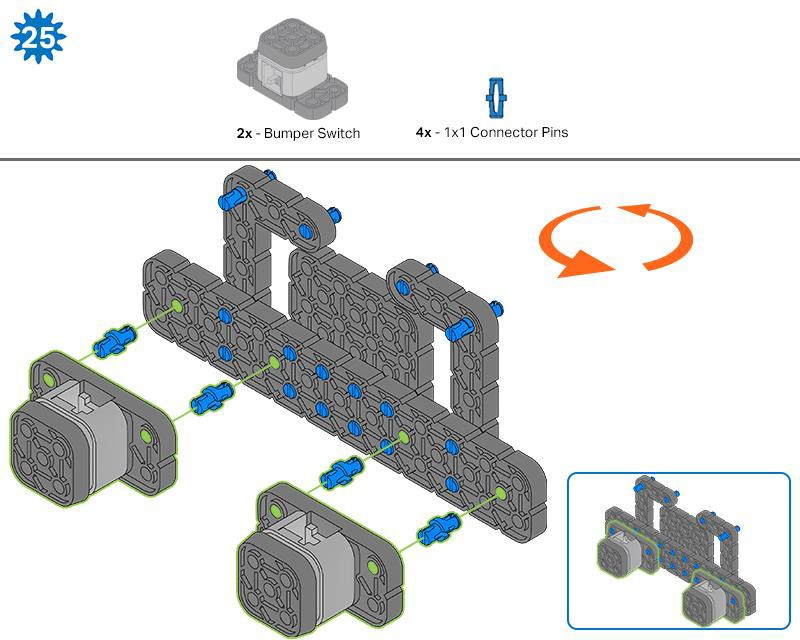 25
2x - Bumper Switch
4x - 1x1 Connector Pins